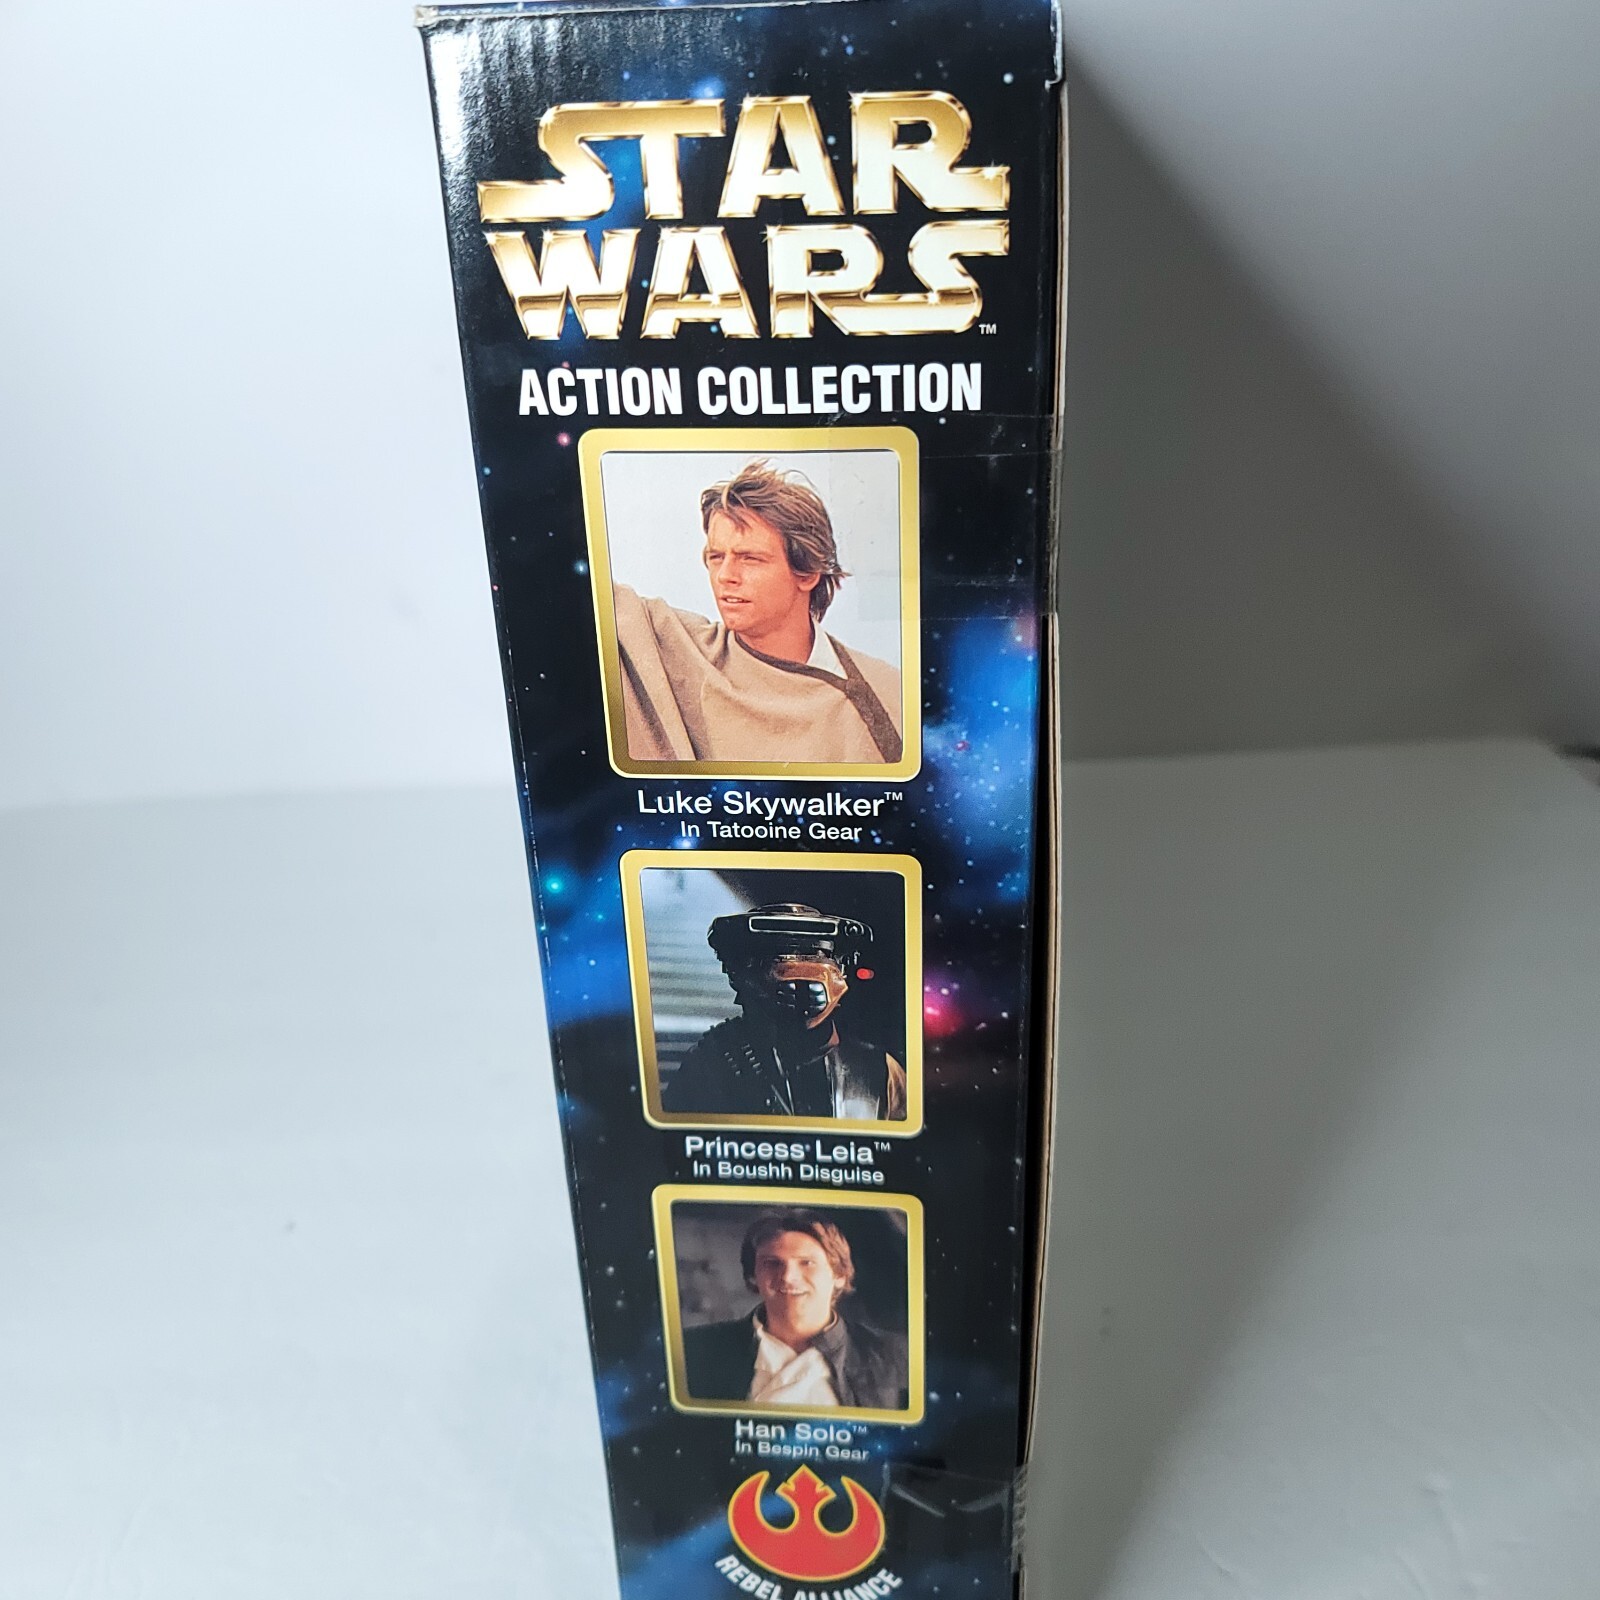 STAR
WARS™
ACTION COLLECTION
Luke Skywalker™
In Tatooine Gear
Princess Leia™
In Boushh Disguise
Han Solo™
In Bespin Gear
REBEL ALLIANCE